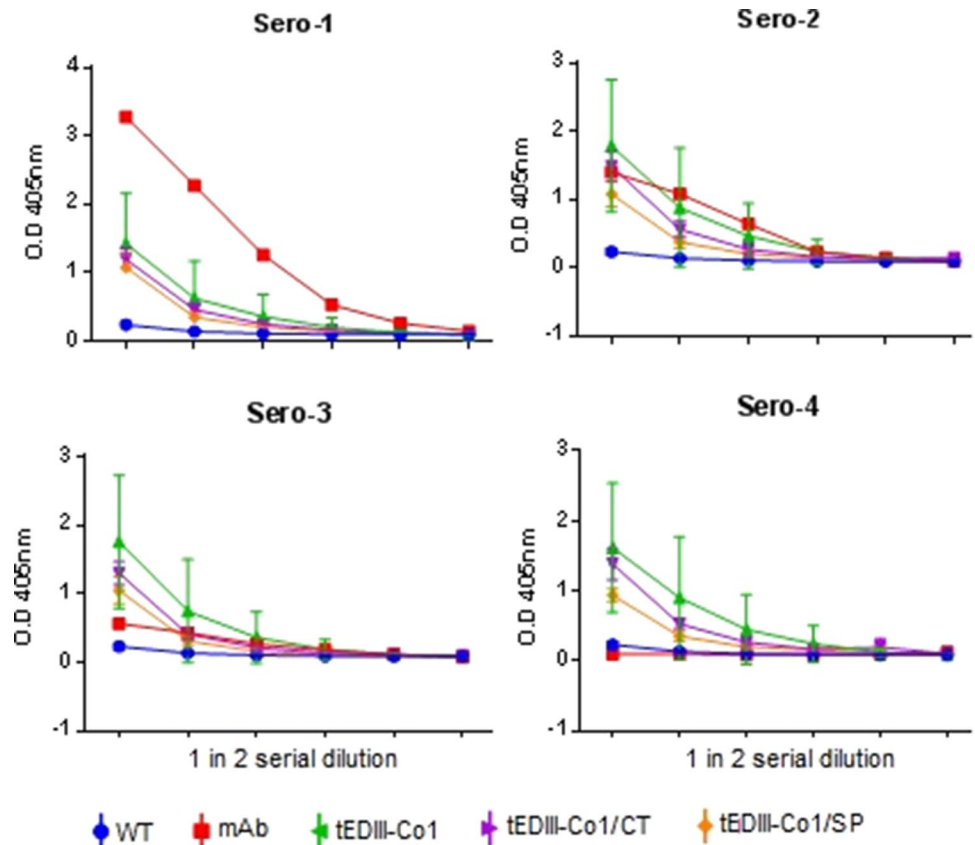 Sero-1
4
3
2
1
0
O.D 405nm
Sero-2
3
2
1
0
-1
O.D 405nm
Sero-3
3
2
1
0
-1
O.D 405nm
1 in 2 serial dilution
Sero-4
3
2
1
0
-1
O.D 405nm
1 in 2 serial dilution
WT mAb tEDIII-Co1 tEDIII-Co1/CT tEDIII-Co1/SP